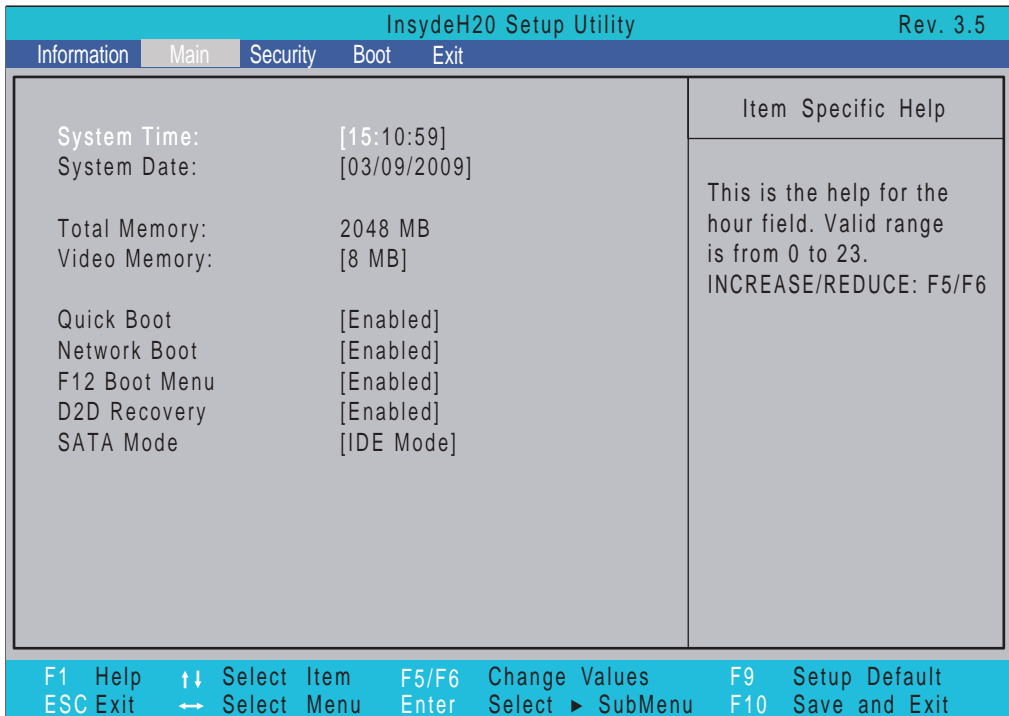 InsydeH20 Setup Utility Rev. 3.5
Information Main Security Boot Exit
System Time: [15:10:59]
System Date: [03/09/2009]
Total Memory: 2048 MB
Video Memory: [8 MB]
Quick Boot [Enabled]
Network Boot [Enabled]
F12 Boot Menu [Enabled]
D2D Recovery [Enabled]
SATA Mode [IDE Mode]
Item Specific Help
This is the help for the
hour field. Valid range
is from 0 to 23.
INCREASE/REDUCE: F5/F6
F1 Help ↑↓ Select Item F5/F6 Change Values F9 Setup Default
ESC Exit ↔ Select Menu Enter Select ► SubMenu F10 Save and Exit